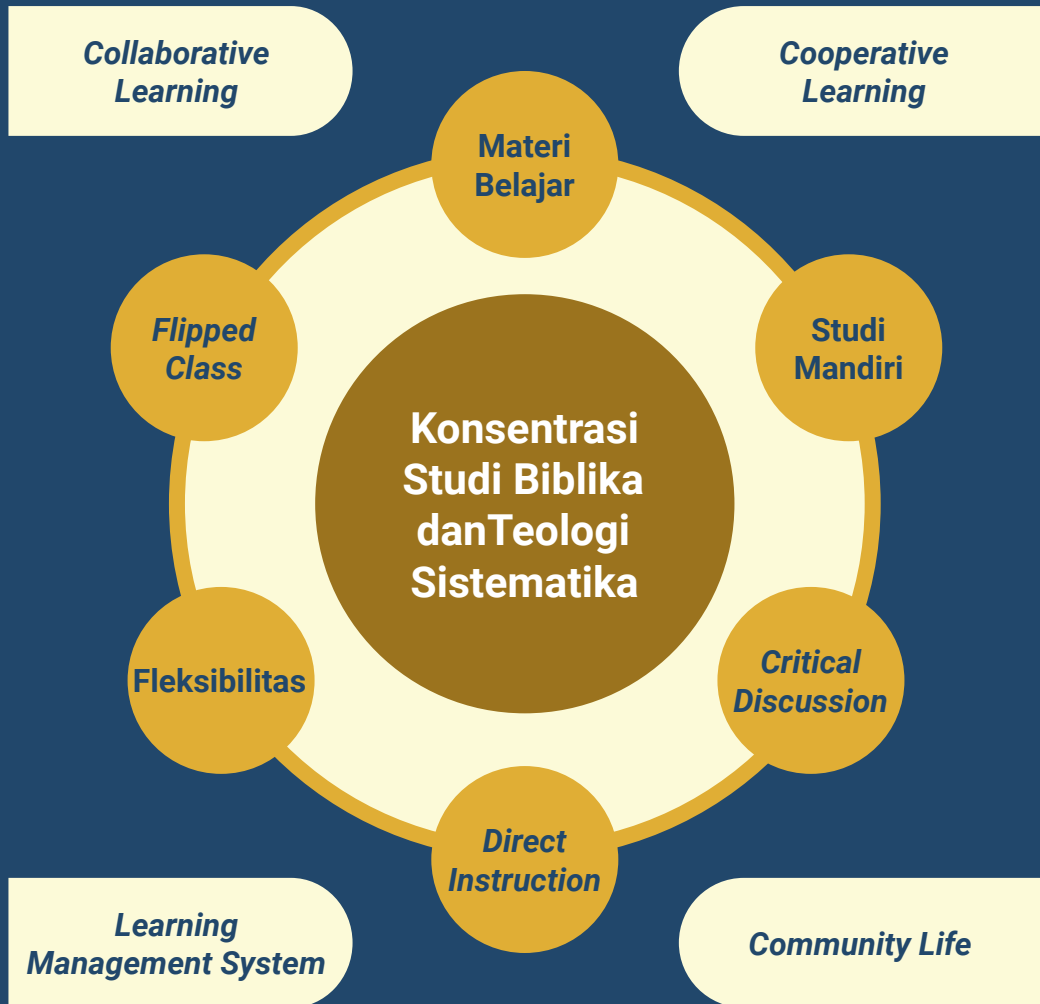 Collaborative
Learning
Cooperative
Learning
Materi
Belajar
Flipped
Class
Studi
Mandiri
Konsentrasi
Studi Biblika
danTeologi
Sistematika
Fleksibilitas
Critical
Discussion
Direct
Instruction
Learning
Management System
Community Life